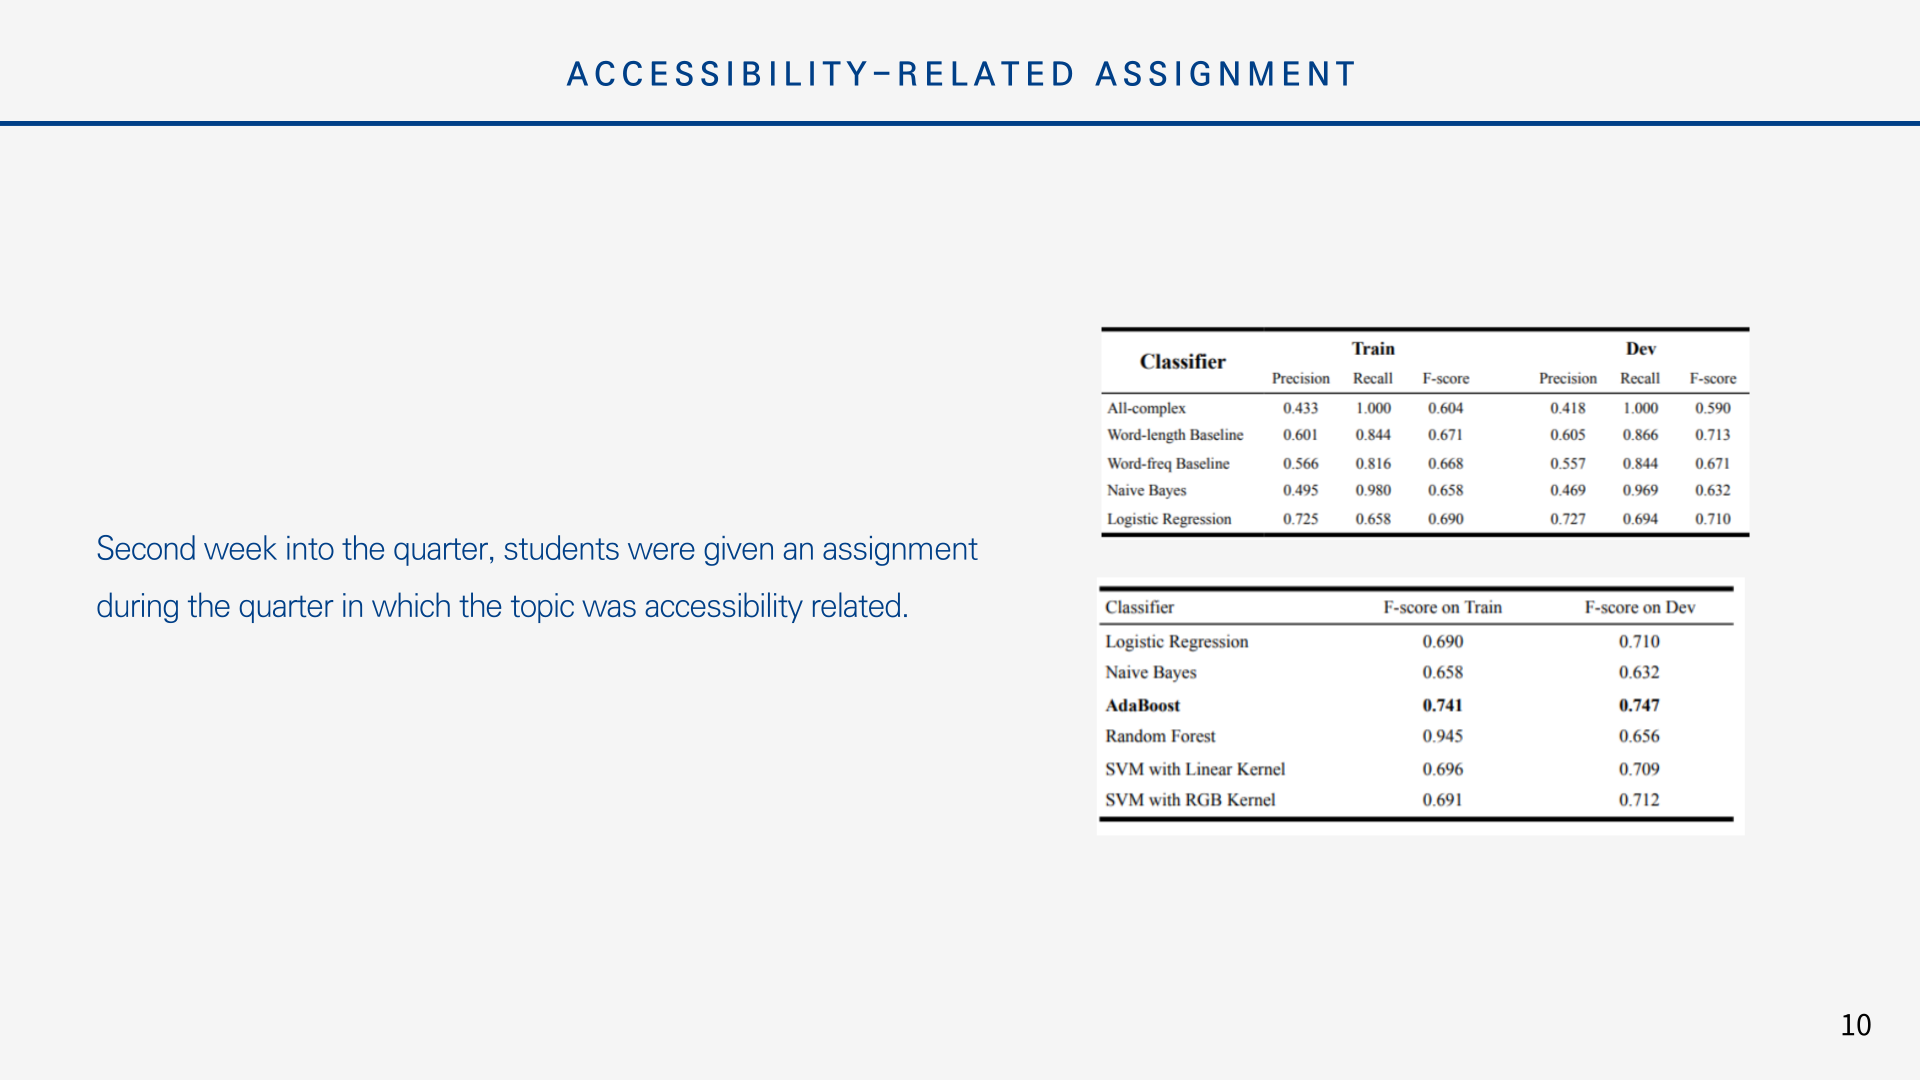 ACCESSIBILITY–RELATED ASSIGNMENT
Second week into the quarter, students were given an assignment
during the quarter in which the topic was accessibility related.
Classifier Train Dev
Precision Recall F-score Precision Recall F-score
All-complex 0.433 1.000 0.604 0.418 1.000 0.590
Word-length Baseline 0.601 0.844 0.671 0.605 0.866 0.713
Word-freq Baseline 0.566 0.816 0.668 0.557 0.844 0.671
Naive Bayes 0.495 0.980 0.658 0.469 0.969 0.632
Logistic Regression 0.725 0.658 0.690 0.727 0.694 0.710
Classifier F-score on Train F-score on Dev
Logistic Regression 0.690 0.710
Naive Bayes 0.658 0.632
AdaBoost 0.741 0.747
Random Forest 0.945 0.656
SVM with Linear Kernel 0.696 0.709
SVM with RGB Kernel 0.691 0.712
10